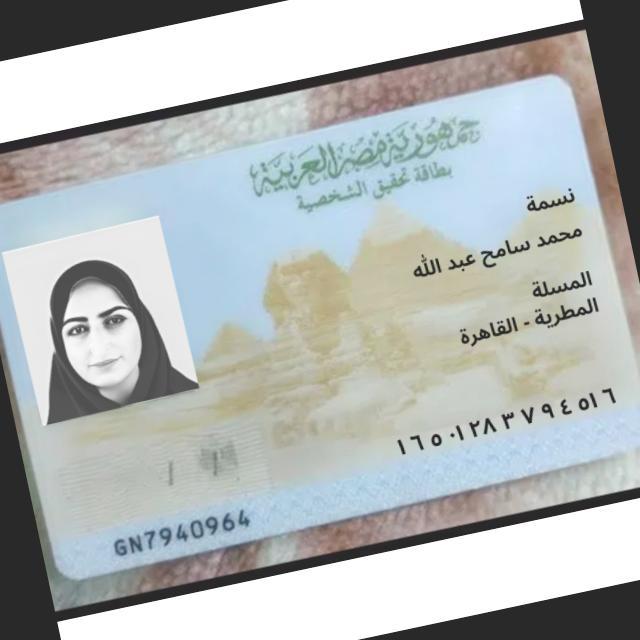 جمهورية مصر العربية
بطاقة تحقيق الشخصية
نسمة
محمد سامح عبد الله
المسلة
المطرية - القاهرة
١٦٥٠١٢٨٣٧٩٤٥١٦
GN7940964